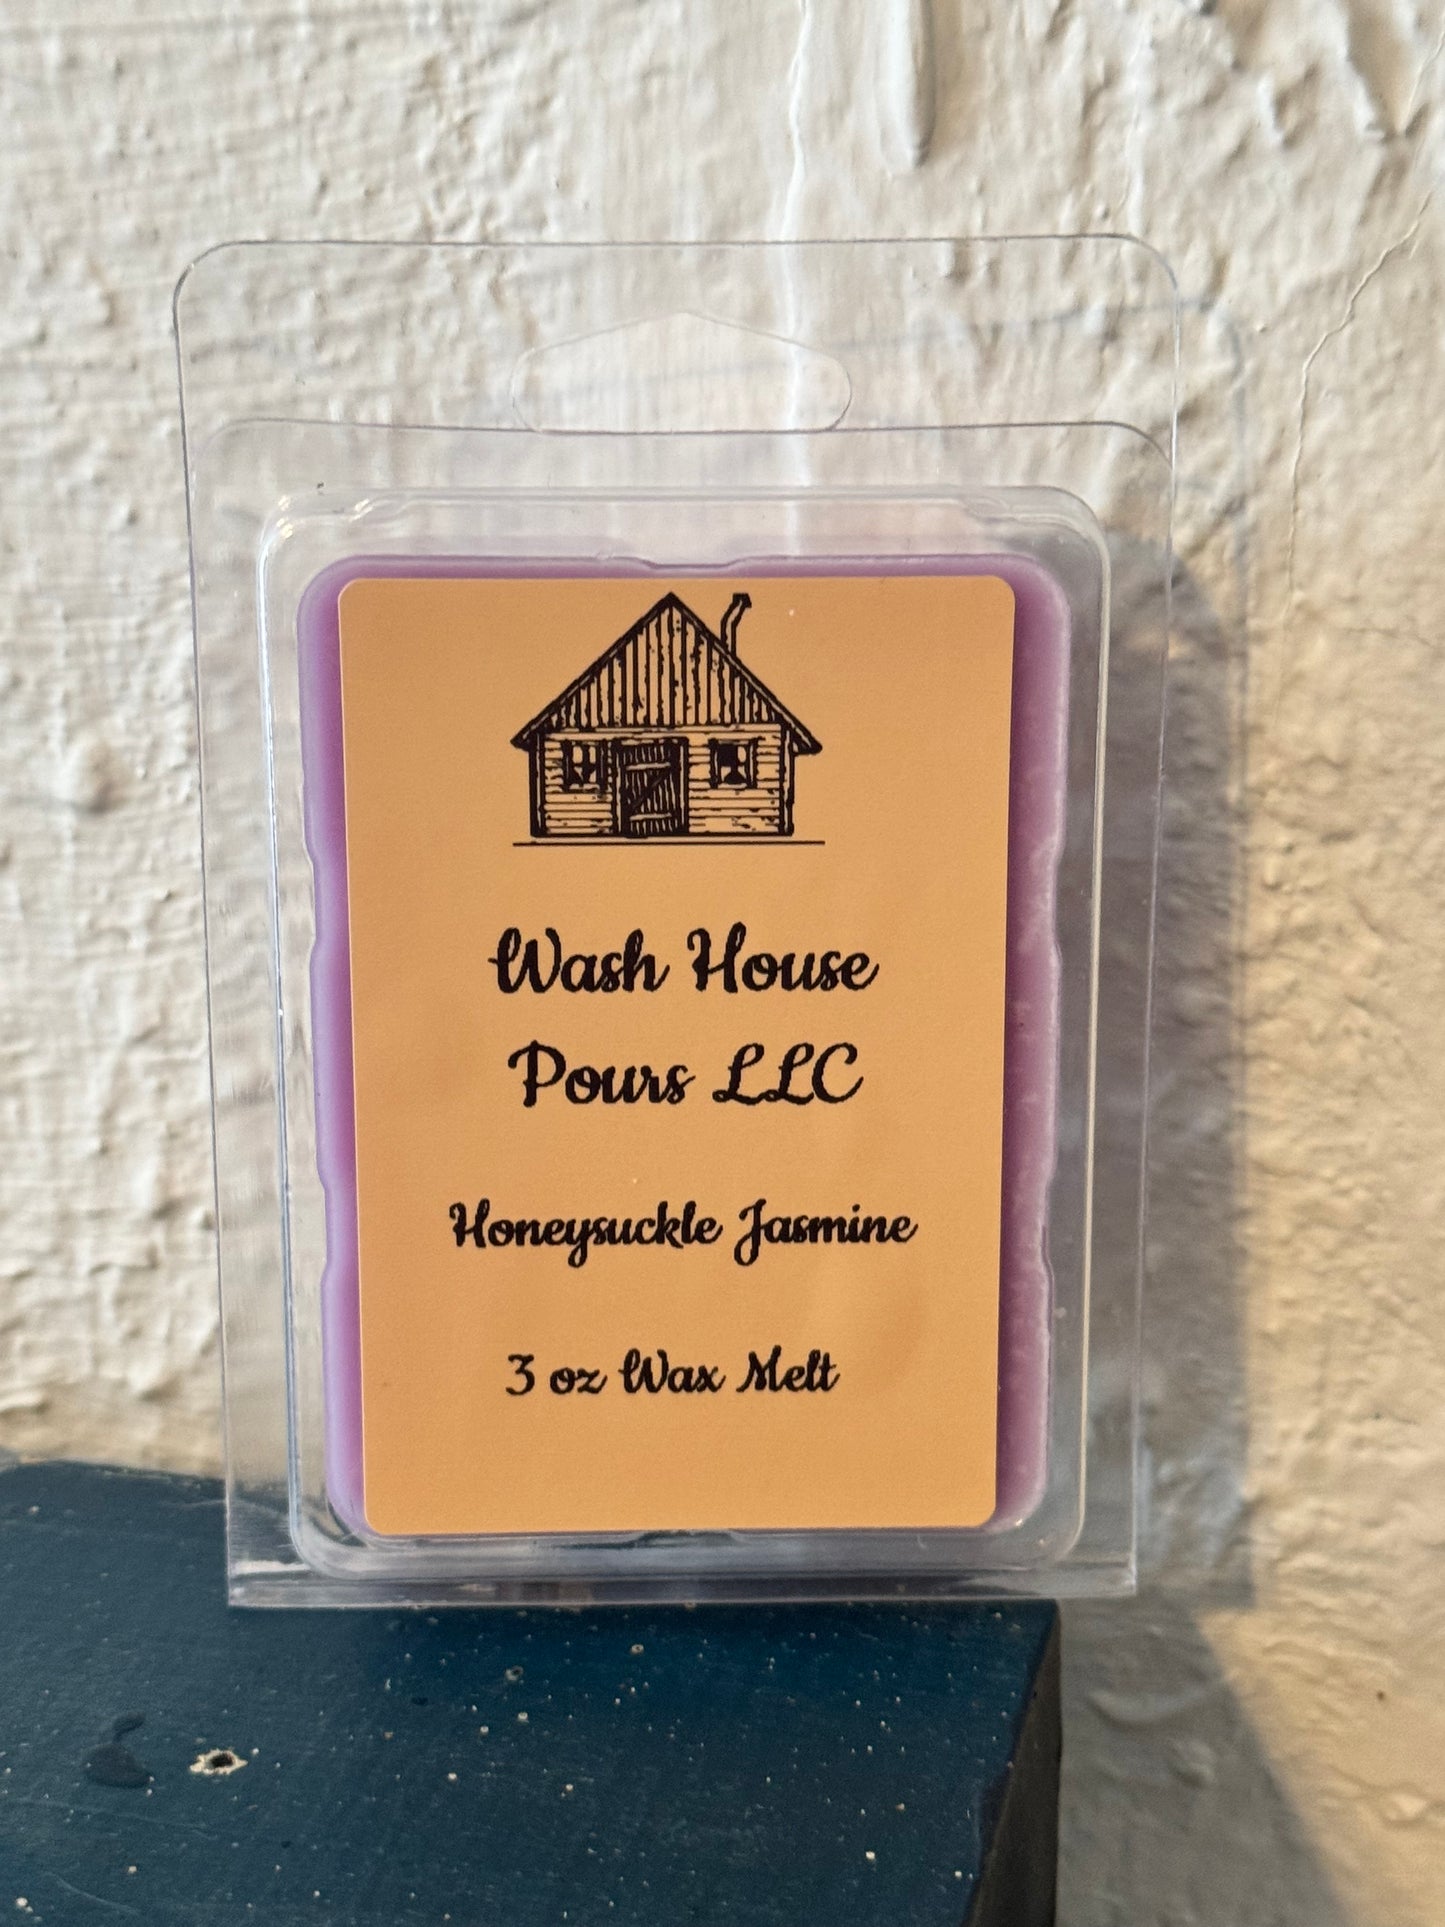 Wash House
Pours LLC
Honeysuckle Jasmine
3 oz Wax Melt